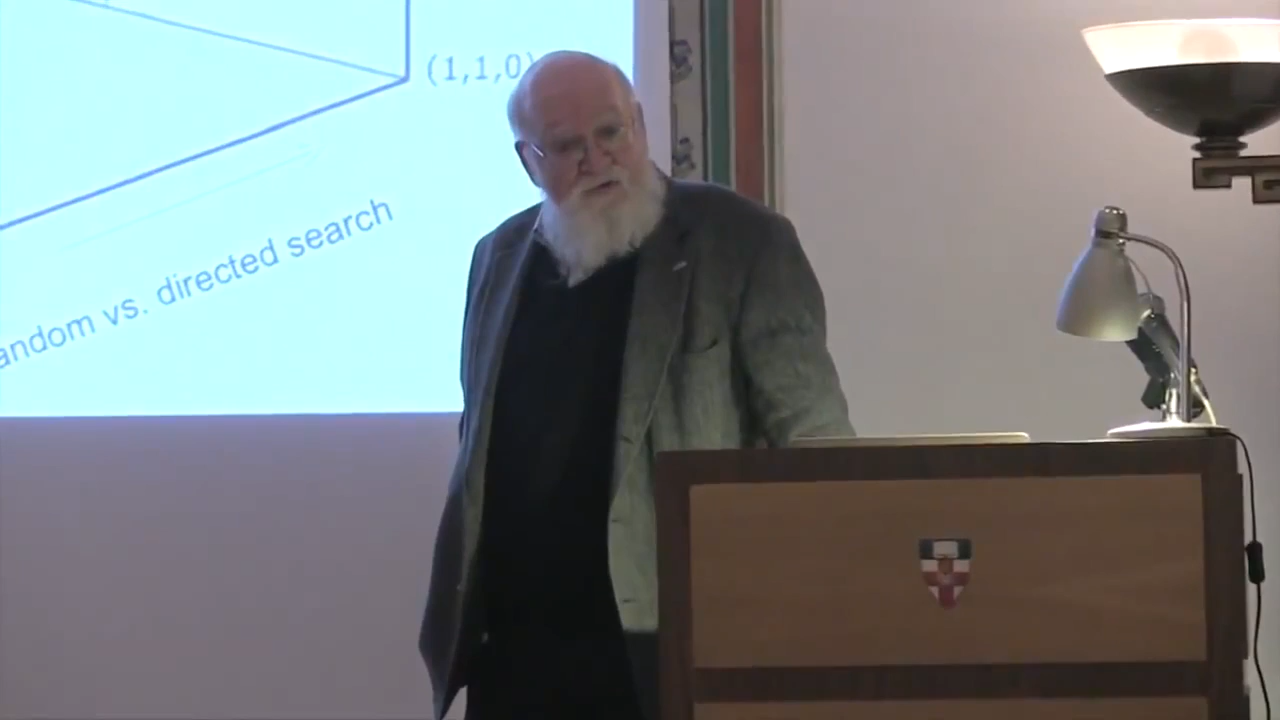 (1,1,0)
andom vs. directed search